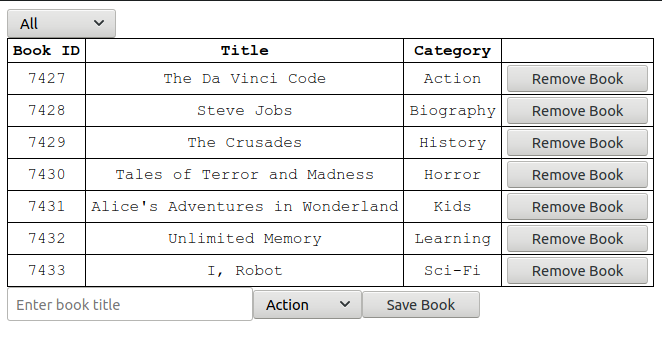 All
Book ID Title Category
7427 The Da Vinci Code Action Remove Book
7428 Steve Jobs Biography Remove Book
7429 The Crusades History Remove Book
7430 Tales of Terror and Madness Horror Remove Book
7431 Alice's Adventures in Wonderland Kids Remove Book
7432 Unlimited Memory Learning Remove Book
7433 I, Robot Sci-Fi Remove Book
Enter book title Action Save Book